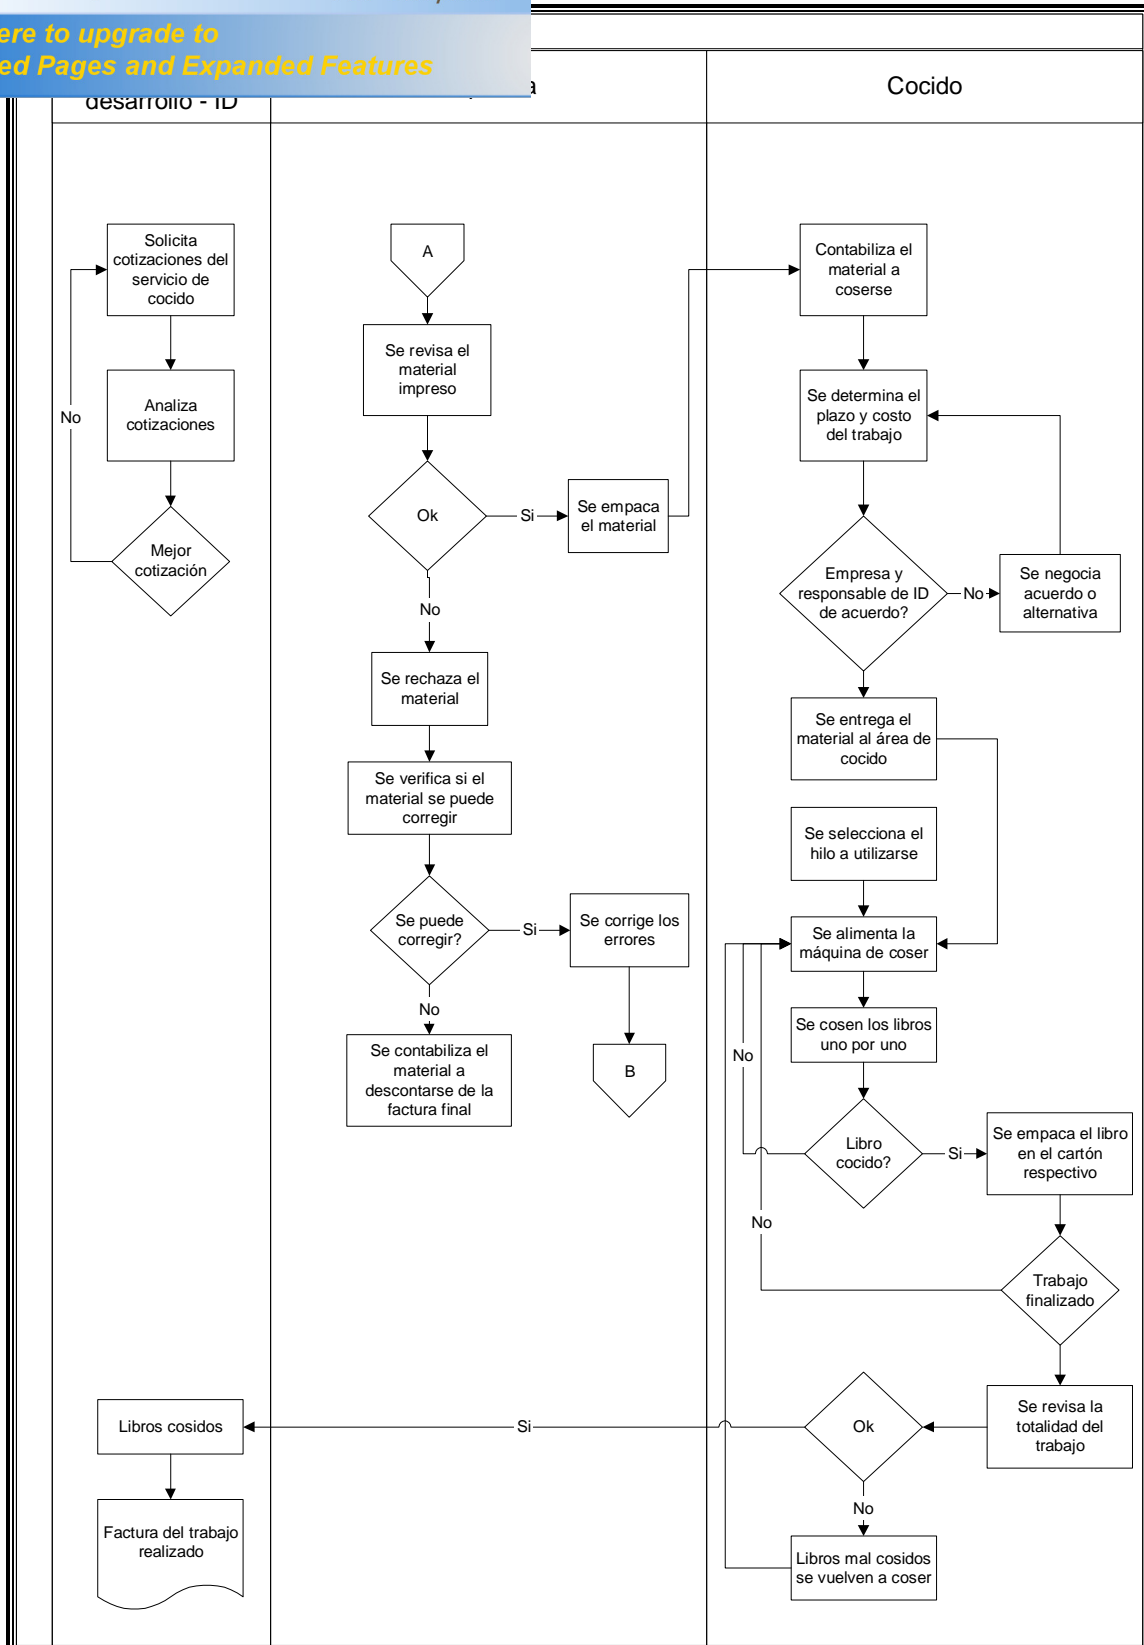 ere to upgrade to
ed Pages and Expanded Features
desarrollo - ID
a
Cocido
Solicita
cotizaciones del
servicio de
cocido
Analiza
cotizaciones
Mejor
cotización
No
A
Se revisa el
material
impreso
Ok
Si
Se empaca
el material
No
Se rechaza el
material
Se verifica si el
material se puede
corregir
Se puede
corregir?
Si
Se corrige los
errores
No
Se contabiliza el
material a
descontarse de la
factura final
B
Contabiliza el
material a
coserse
Se determina el
plazo y costo
del trabajo
Empresa y
responsable de ID
de acuerdo?
No
Se negocia
acuerdo o
alternativa
Se entrega el
material al área de
cocido
Se selecciona el
hilo a utilizarse
Se alimenta la
máquina de coser
Se cosen los libros
uno por uno
No
Libro
cocido?
Si
Se empaca el libro
en el cartón
respectivo
No
Trabajo
finalizado
Se revisa la
totalidad del
trabajo
Ok
Si
No
Libros mal cosidos
se vuelven a coser
Libros cosidos
Factura del trabajo
realizado